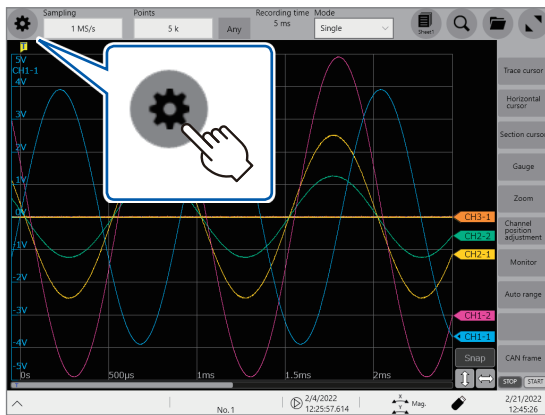 Sampling
Points
Recording time
Mode
1 MS/s
5 k
Any
5 ms
Single
Sheet1
T
5V
CH1-1
4V
3V
2V
1V
0V
-1V
-2V
-3V
-4V
-5V
0s
500µs
1ms
1.5ms
2ms
CH3-1
CH2-2
CH2-1
CH1-2
CH1-1
Snap
Trace cursor
Horizontal
cursor
Section cursor
Gauge
Zoom
Channel
position
adjustment
Monitor
Auto range
CAN frame
STOP
START
No. 1
2/4/2022
12:25:57.614
X
Y
Mag.
2/21/2022
12:45:26